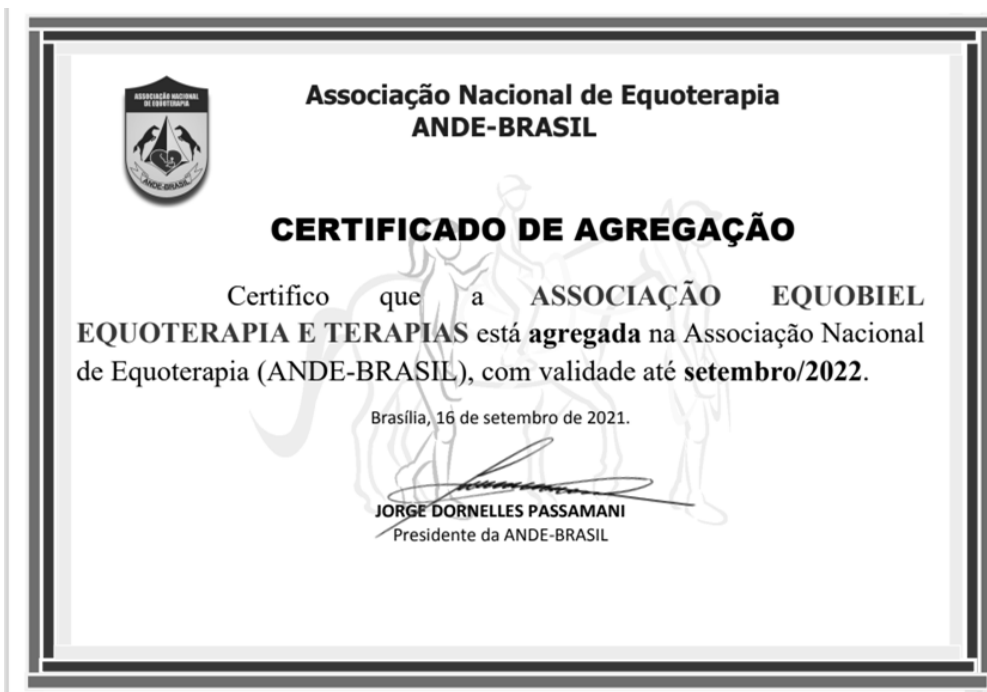 ASSOCIAÇÃO NACIONAL
DE EQUOTERAPIA
ANDE-BRASIL
Associação Nacional de Equoterapia
ANDE-BRASIL
CERTIFICADO DE AGREGAÇÃO
Certifico que a ASSOCIAÇÃO EQUOBIEL
EQUOTERAPIA E TERAPIAS está agregada na Associação Nacional
de Equoterapia (ANDE-BRASIL), com validade até setembro/2022.
Brasília, 16 de setembro de 2021.
JORGE DORNELLES PASSAMANI
Presidente da ANDE-BRASIL